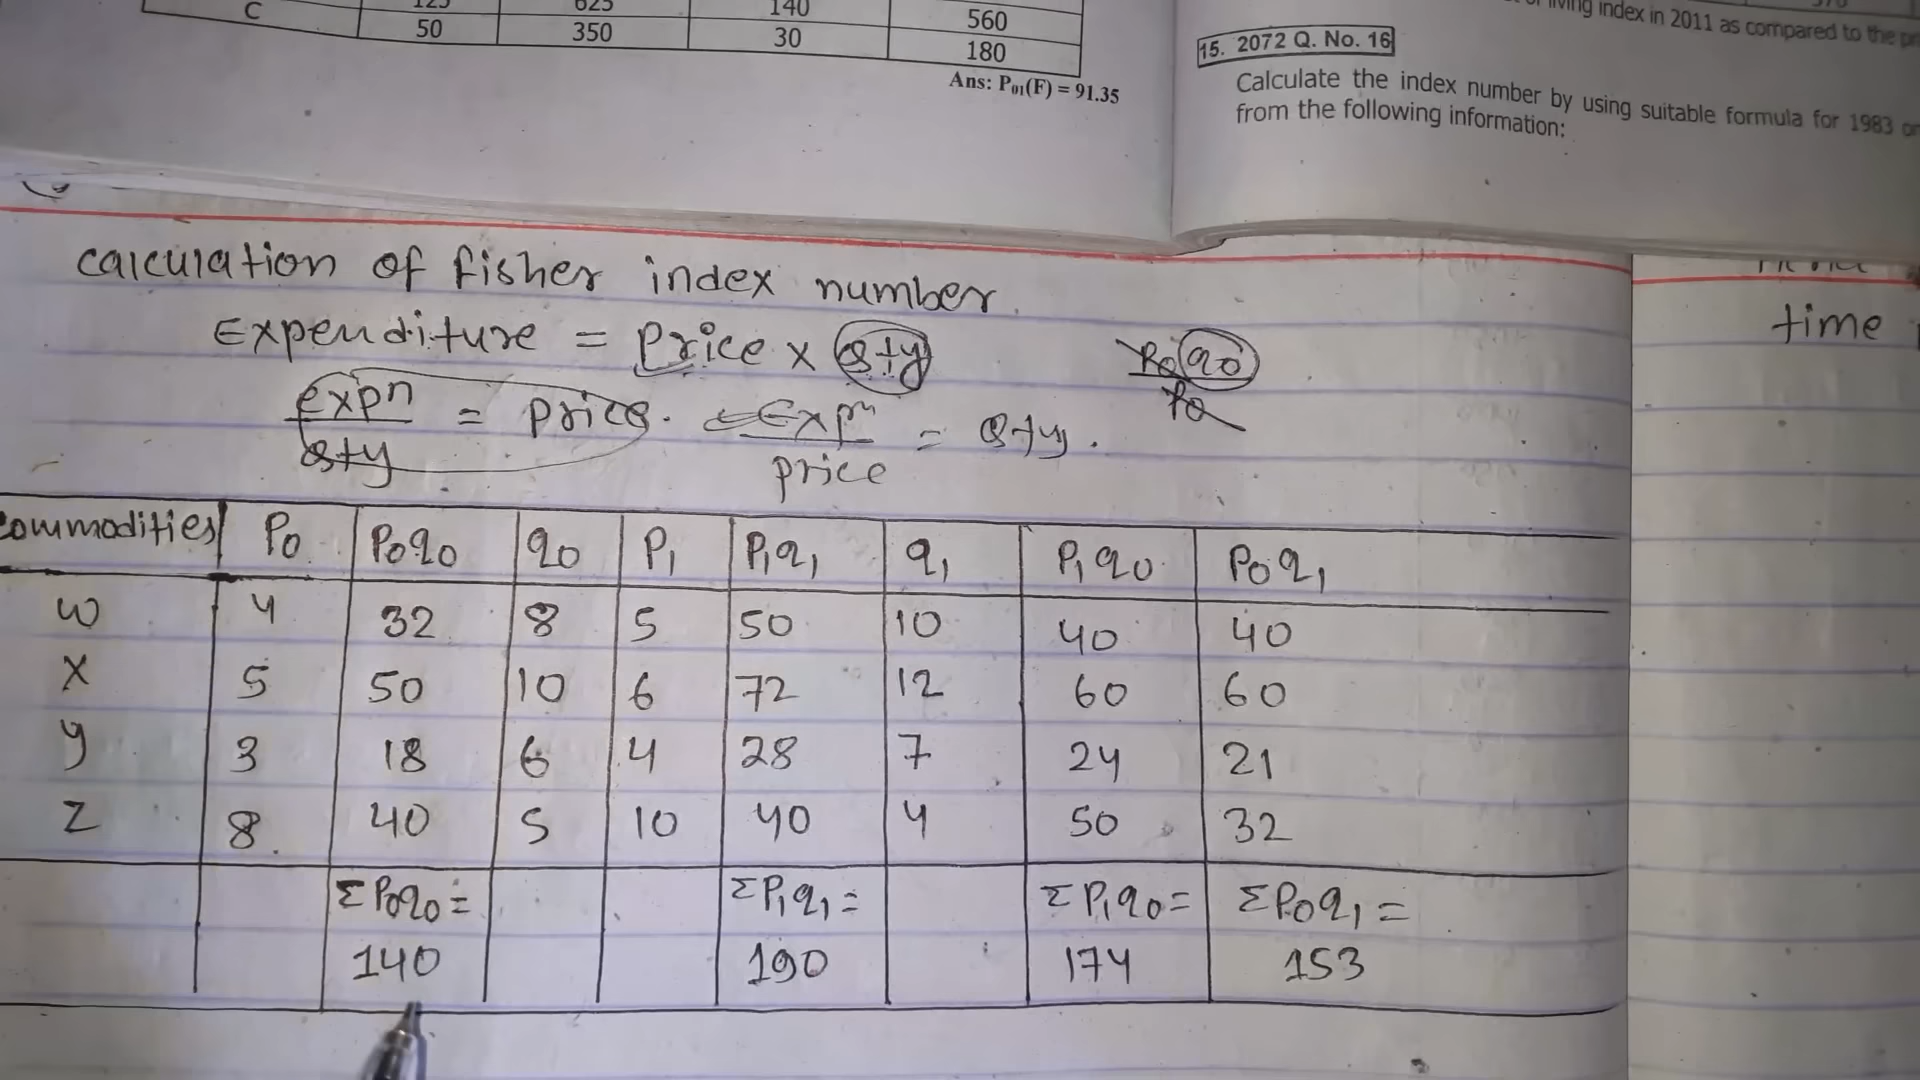 C 125 625 140 560
50 350 30 180
Ans: P01(F) = 91.35
living index in 2011 as compared to the
15. 2072 Q. No. 16
Calculate the index number by using suitable formula for 1983
from the following information:
calculation of fisher index number
Expenditure = price x Qty
P0q0
P0
expn = price. Expn = Qty.
Qty price
time
commodities P0 P0q0 q0 P1 P1q1 q1 P1q0 P0q1
W 4 32 8 5 50 10 40 40
X 5 50 10 6 72 12 60 60
y 3 18 6 4 28 7 24 21
Z 8 40 5 10 40 4 50 32
ΣP0q0= ΣP1q1= ΣP1q0= ΣP0q1=
140 190 174 153